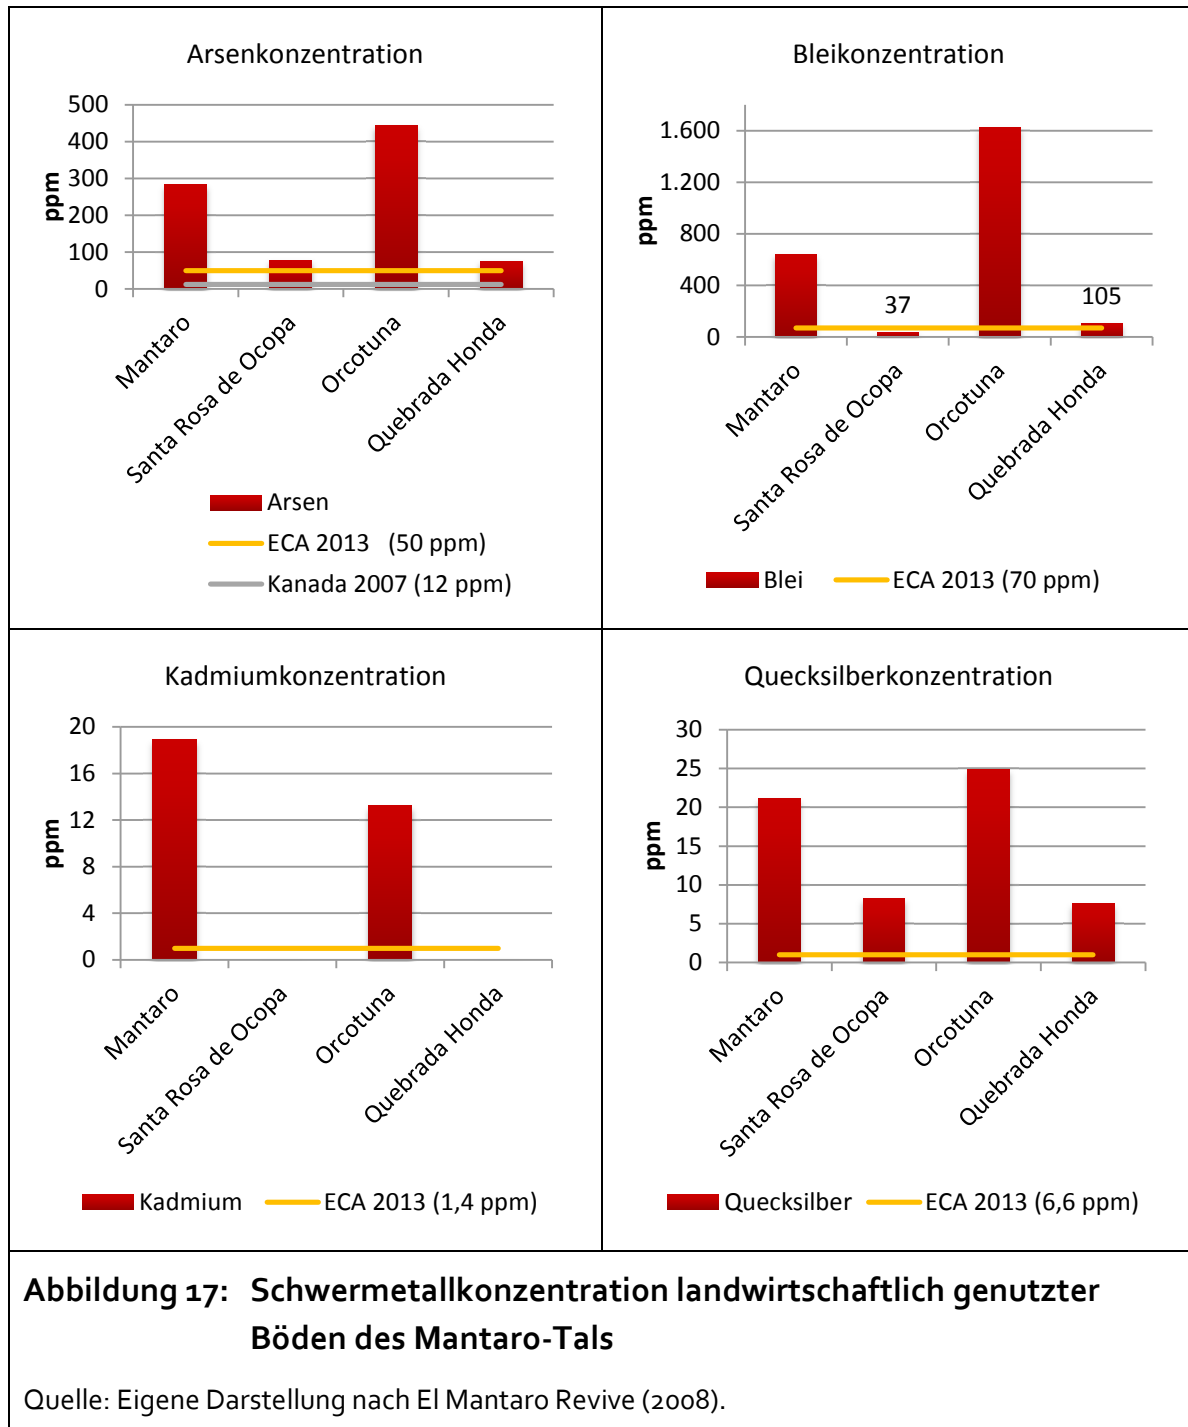 Arsenkonzentration
500
400
300
200
100
0
ppm
Mantaro
Santa Rosa de Ocopa
Orcotuna
Quebrada Honda
Arsen
ECA 2013 (50 ppm)
Kanada 2007 (12 ppm)
Bleikonzentration
1.600
1.200
800
400
0
ppm
37
105
Mantaro
Santa Rosa de Ocopa
Orcotuna
Quebrada Honda
Blei ECA 2013 (70 ppm)
Kadmiumkonzentration
20
16
12
8
4
0
ppm
Mantaro
Santa Rosa de Ocopa
Orcotuna
Quebrada Honda
Kadmium ECA 2013 (1,4 ppm)
Quecksilberkonzentration
30
25
20
15
10
5
0
ppm
Mantaro
Santa Rosa de Ocopa
Orcotuna
Quebrada Honda
Quecksilber ECA 2013 (6,6 ppm)
Abbildung 17: Schwermetallkonzentration landwirtschaftlich genutzter
Böden des Mantaro-Tals
Quelle: Eigene Darstellung nach El Mantaro Revive (2008).